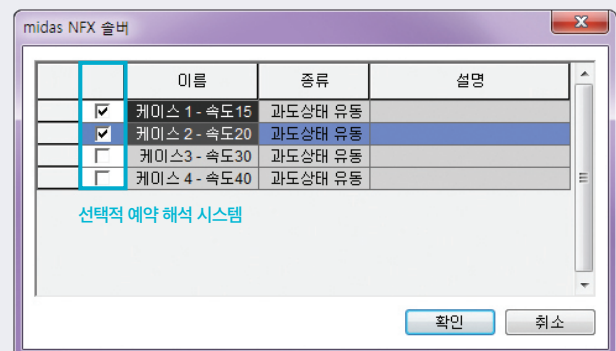 midas NFX 솔버
이름 종류 설명
케이스 1 - 속도15 과도상태 유동
케이스 2 - 속도20 과도상태 유동
케이스3 - 속도30 과도상태 유동
케이스 4 - 속도40 과도상태 유동
선택적 예약 해석 시스템
확인 취소